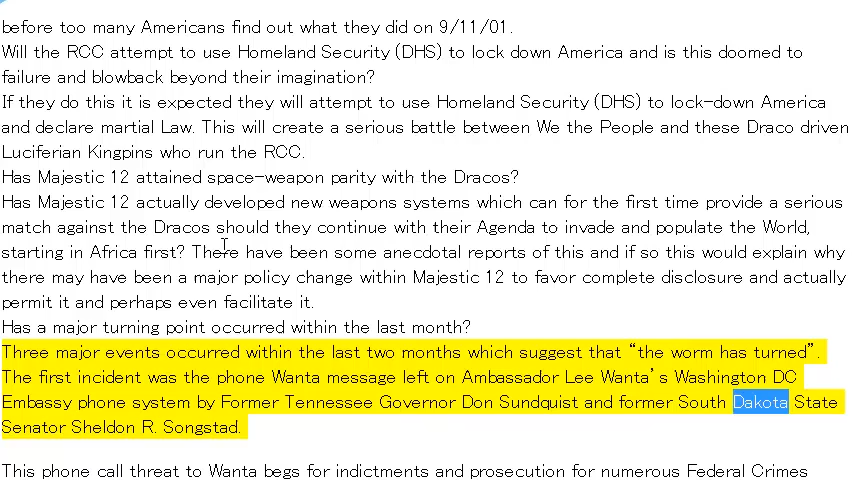 before too many Americans find out what they did on 9/11/01.
Will the RCC attempt to use Homeland Security (DHS) to lock down America and is this doomed to
failure and blowback beyond their imagination?
If they do this it is expected they will attempt to use Homeland Security (DHS) to lock-down America
and declare martial Law. This will create a serious battle between We the People and these Draco driven
Luciferian Kingpins who run the RCC.
Has Majestic 12 attained space-weapon parity with the Dracos?
Has Majestic 12 actually developed new weapons systems which can for the first time provide a serious
match against the Dracos should they continue with their Agenda to invade and populate the World,
starting in Africa first? There have been some anecdotal reports of this and if so this would explain why
there may have been a major policy change within Majestic 12 to favor complete disclosure and actually
permit it and perhaps even facilitate it.
Has a major turning point occurred within the last month?
Three major events occurred within the last two months which suggest that “the worm has turned”.
The first incident was the phone Wanta message left on Ambassador Lee Wanta’s Washington DC
Embassy phone system by Former Tennessee Governor Don Sundquist and former South Dakota State
Senator Sheldon R. Songstad.
This phone call threat to Wanta begs for indictments and prosecution for numerous Federal Crimes